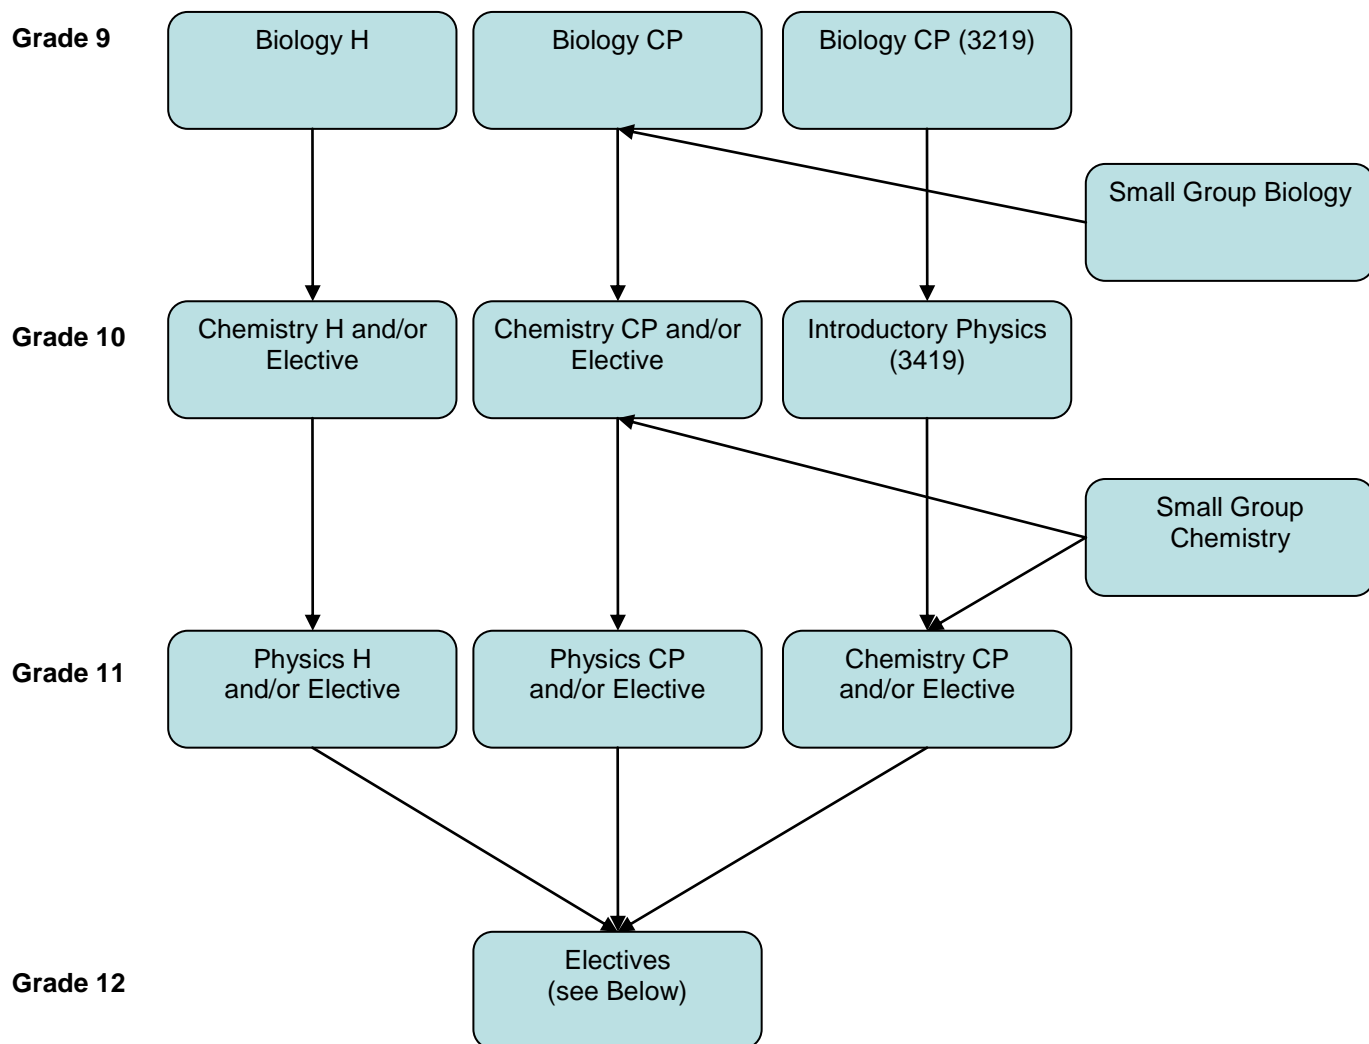 Grade 9
Biology H
Biology CP
Biology CP (3219)
Small Group Biology
Grade 10
Chemistry H and/or
Elective
Chemistry CP and/or
Elective
Introductory Physics
(3419)
Small Group
Chemistry
Grade 11
Physics H
and/or Elective
Physics CP
and/or Elective
Chemistry CP
and/or Elective
Grade 12
Electives
(see Below)